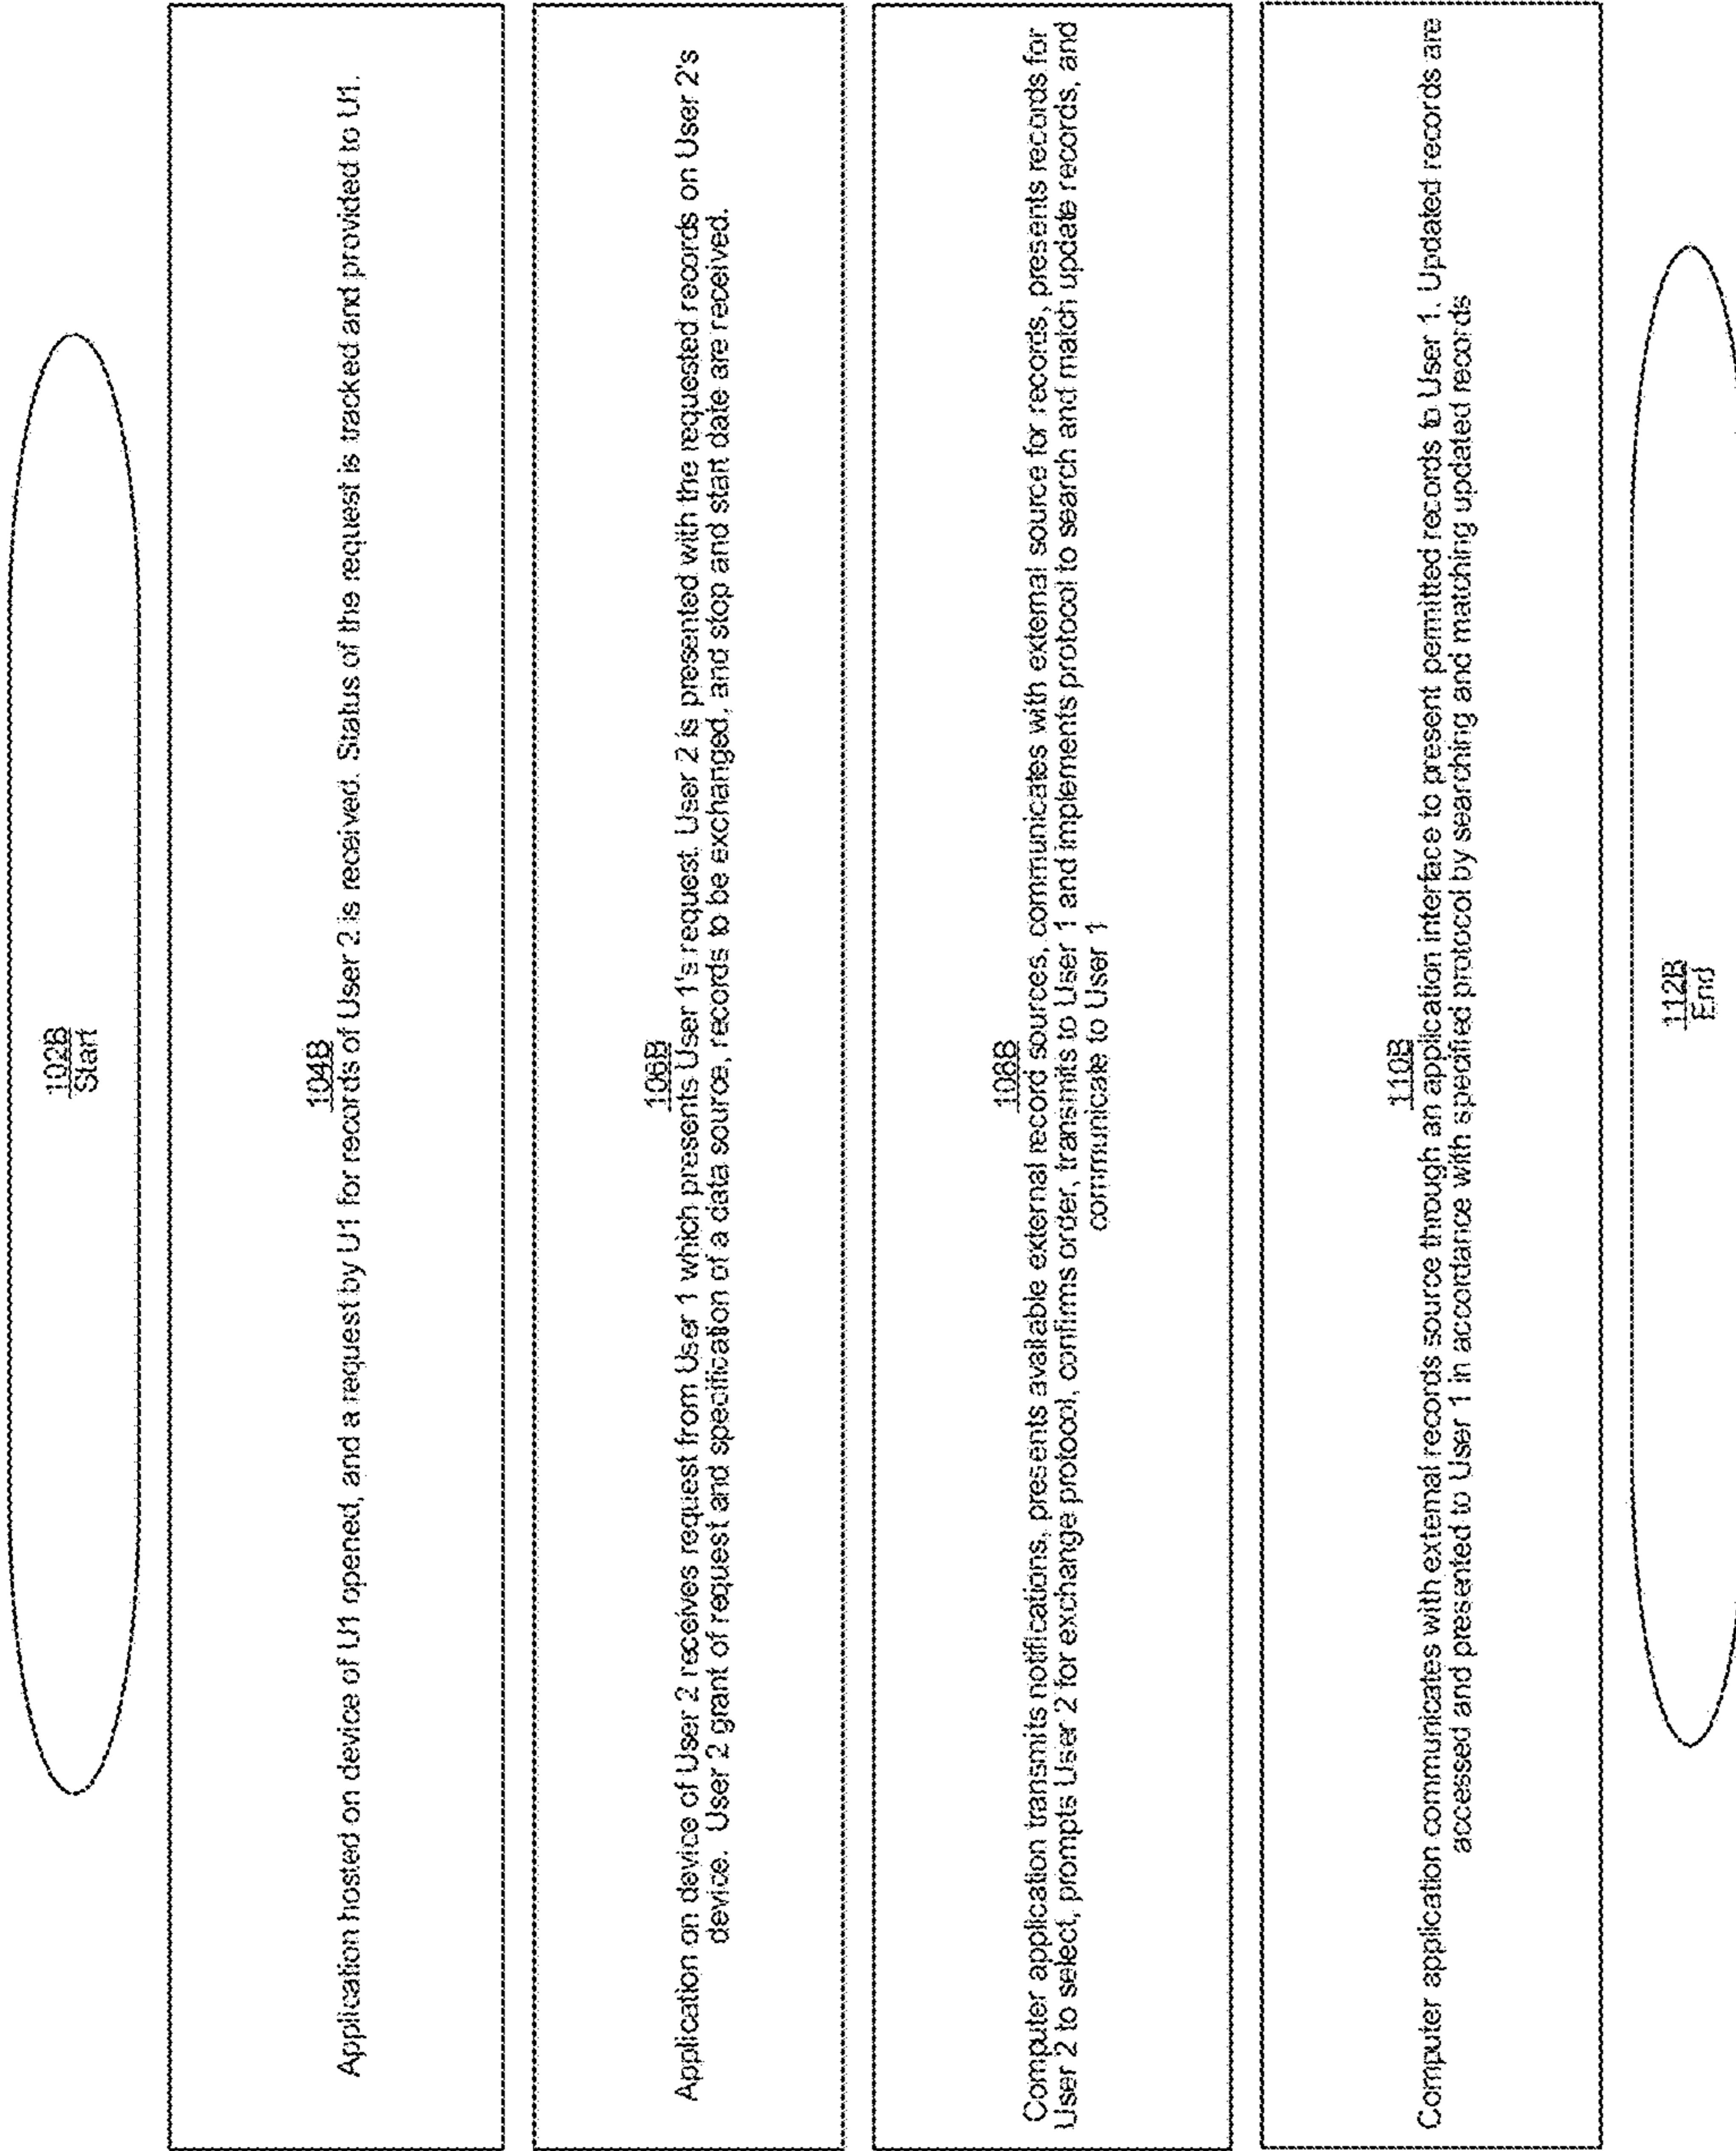 102B
Start
104B
Application hosted on device of U1 opened, and a request by U1 for records of User 2 is received. Status of the request is tracked and provided to U1.
106B
Application on device of User 2 receives request from User 1 which presents User 1's request. User 2 is presented with the requested records on User 2's
device. User 2 grant of request and specification of a data source, records to be exchanged, and stop and start date are received.
108B
Computer application transmits notifications, presents available external record sources, communicates with external source for records, presents records for
User 2 to select, prompts User 2 for exchange protocol, confirms order, transmits to User 1 and implements protocol to search and match update records, and
communicate to User 1
110B
Computer application communicates with external records source through an application interface to present permitted records to User 1. Updated records are
accessed and presented to User 1 in accordance with specified protocol by searching and matching updated records
112B
End